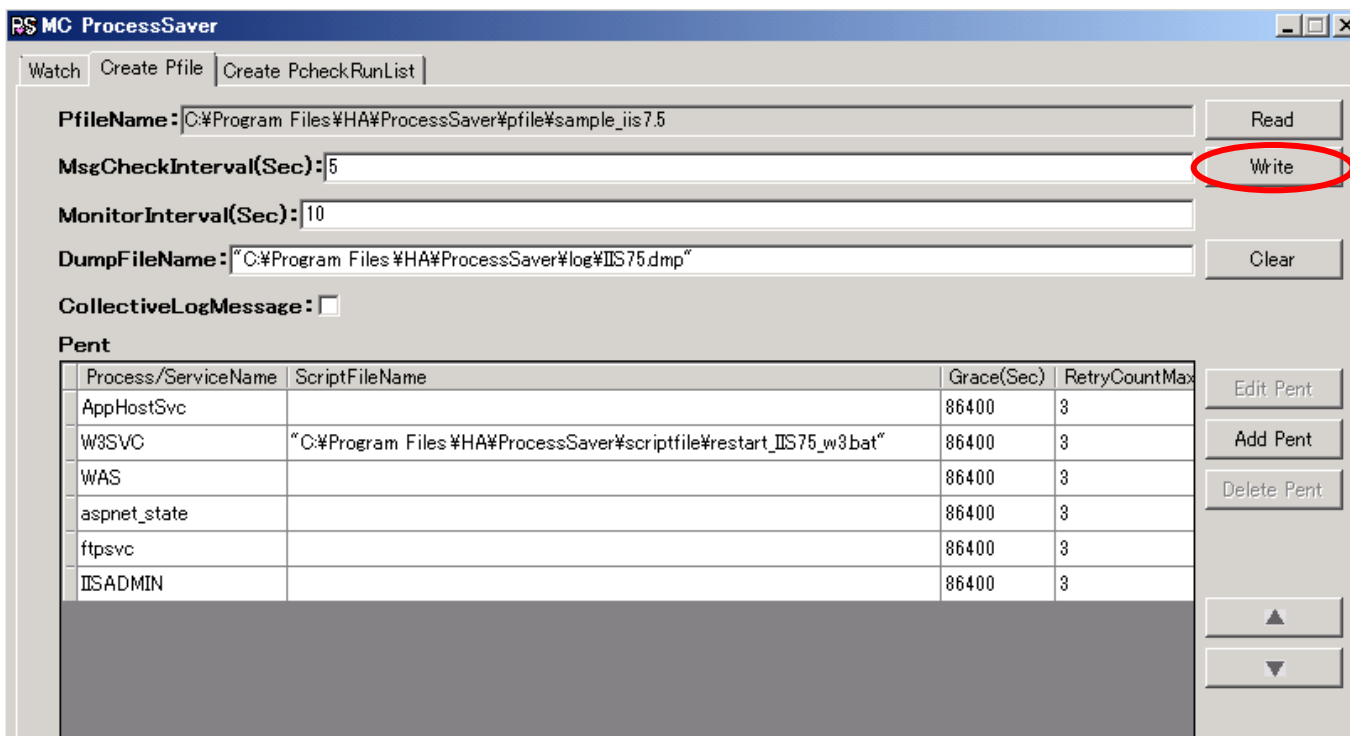 RS MC ProcessSaver
Watch Create Pfile Create PcheckRunList
PfileName: C:¥Program Files¥HA¥ProcessSaver¥pfile¥sample_iis7.5 Read
MsgCheckInterval(Sec): 5 Write
MonitorInterval(Sec): 10
DumpFileName: "C:¥Program Files¥HA¥ProcessSaver¥log¥IIS75.dmp" Clear
CollectiveLogMessage:
Pent
Process/ServiceName ScriptFileName Grace(Sec) RetryCountMax
Edit Pent
AppHostSvc 86400 3
W3SVC "C:¥Program Files¥HA¥ProcessSaver¥scriptfile¥restart_IIS75_w3.bat" 86400 3 Add Pent
WAS 86400 3
Delete Pent
aspnet_state 86400 3
ftpsvc 86400 3
IISADMIN 86400 3
▲
▼